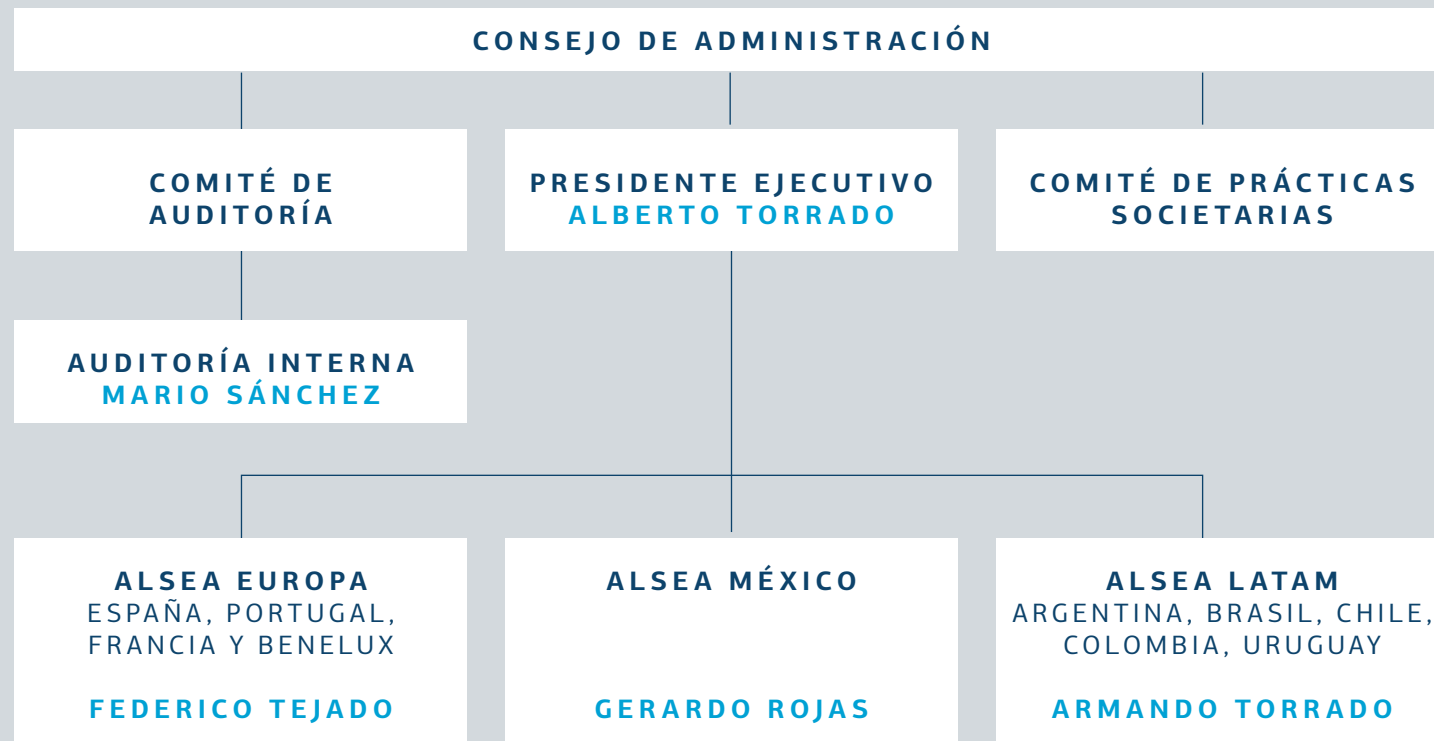 CONSEJO DE ADMINISTRACIÓN
COMITÉ DE
AUDITORÍA
PRESIDENTE EJECUTIVO
ALBERTO TORRADO
COMITÉ DE PRÁCTICAS
SOCIETARIAS
AUDITORÍA INTERNA
MARIO SÁNCHEZ
ALSEA EUROPA
ESPAÑA, PORTUGAL,
FRANCIA Y BENELUX
FEDERICO TEJADO
ALSEA MÉXICO
GERARDO ROJAS
ALSEA LATAM
ARGENTINA, BRASIL, CHILE,
COLOMBIA, URUGUAY
ARMANDO TORRADO